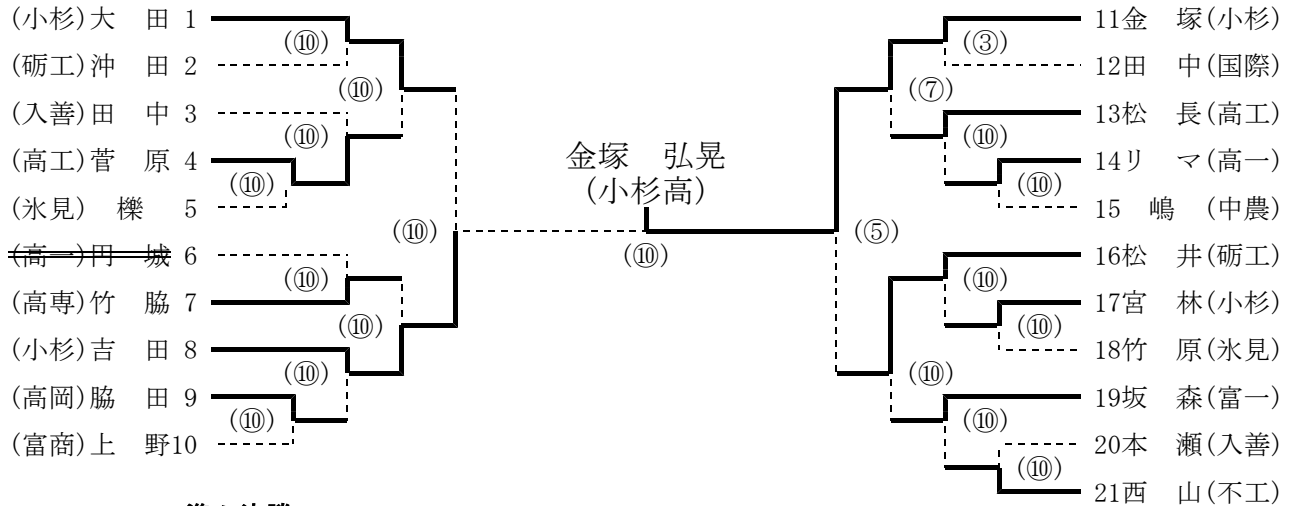 (小杉)大　田 1
(砺工)沖　田 2
(入善)田　中 3
(高工)菅　原 4
(氷見)　櫟　 5
(高一)円　城 6
(高専)竹　脇 7
(小杉)吉　田 8
(高岡)脇　田 9
(富商)上　野10
(⑩)
(⑩)
(⑩)
(⑩)
(⑩)
(⑩)
(⑩)
(⑩)
(⑩)
金塚　弘晃
(小杉高)
(⑩)
(③)
(⑦)
(⑩)
(⑩)
(⑤)
(⑩)
(⑩)
(⑩)
(⑩)
(⑩)
11金　塚(小杉)
12田　中(国際)
13松　長(高工)
14リ　マ(高一)
15　嶋　(中農)
16松　井(砺工)
17宮　林(小杉)
18竹　原(氷見)
19坂　森(富一)
20本　瀬(入善)
21西　山(不工)